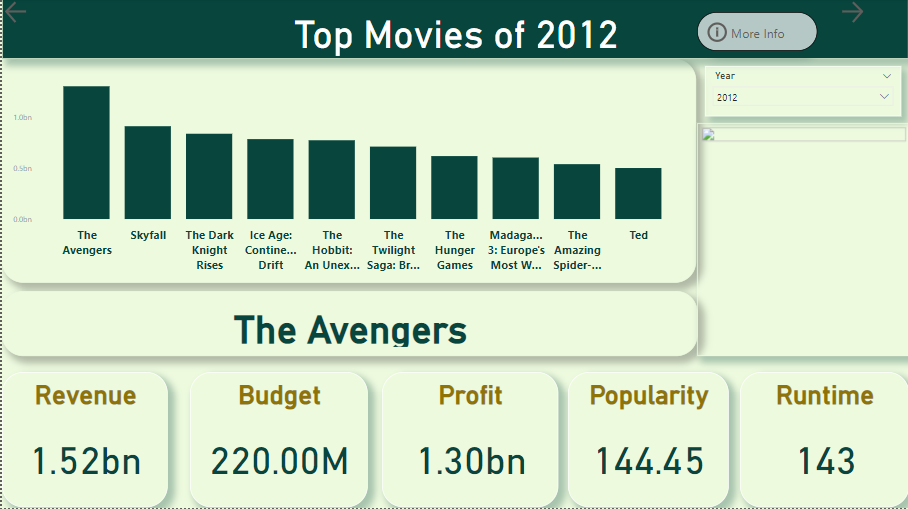 Top Movies of 2012
More Info
Year
2012
1.0bn
0.5bn
0.0bn
The Avengers
Skyfall
The Dark Knight Rises
Ice Age: Contine... Drift
The Hobbit: An Unex...
The Twilight Saga: Br...
The Hunger Games
Madaga... 3: Europe's Most W...
The Amazing Spider-...
Ted
The Avengers
Revenue
1.52bn
Budget
220.00M
Profit
1.30bn
Popularity
144.45
Runtime
143